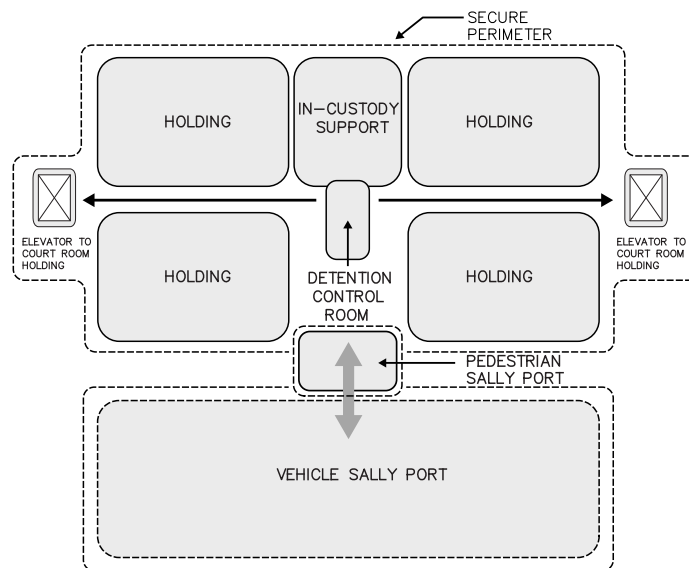 SECURE
PERIMETER
HOLDING
IN-CUSTODY
SUPPORT
HOLDING
ELEVATOR TO
COURT ROOM
HOLDING
ELEVATOR TO
COURT ROOM
HOLDING
HOLDING
DETENTION
CONTROL
ROOM
HOLDING
PEDESTRIAN
SALLY PORT
VEHICLE SALLY PORT